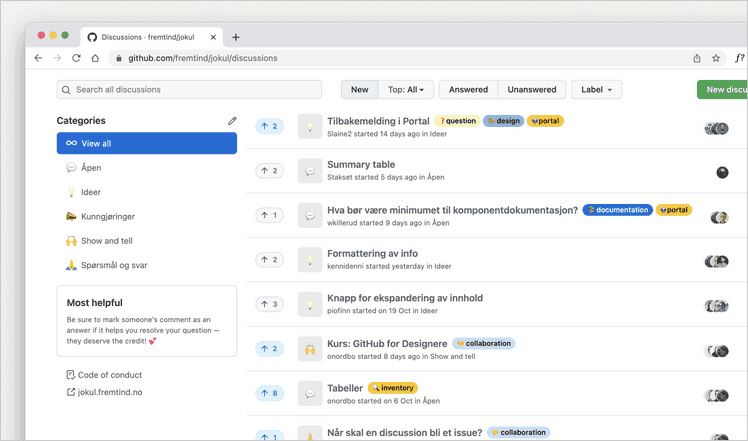 Discussions · fremtind/jokul
github.com/fremtind/jokul/discussions
f?
Search all discussions
New
Top: All
Answered
Unanswered
Label
New discu
Categories
View all
Åpen
Ideer
Kunngjøringer
Show and tell
Spørsmål og svar
Most helpful
Be sure to mark someone's comment as an
answer if it helps you resolve your question —
they deserve the credit! 💕
Code of conduct
jokul.fremtind.no
2
Tilbakemelding i Portal question design portal
Slaine2 started 14 days ago in Ideer
2
Summary table
Stakset started 5 days ago in Åpen
1
Hva bør være minimumet til komponentdokumentasjon? documentation portal
wkillerud started 9 days ago in Åpen
2
Formattering av info
kennidenni started yesterday in Ideer
3
Knapp for ekspandering av innhold
piofinn started on 19 Oct in Ideer
2
Kurs: GitHub for Designere collaboration
onordbo started 8 days ago in Show and tell
8
Tabeller inventory
onordbo started on 6 Oct in Åpen
1
Når skal en discussion bli et issue? collaboration